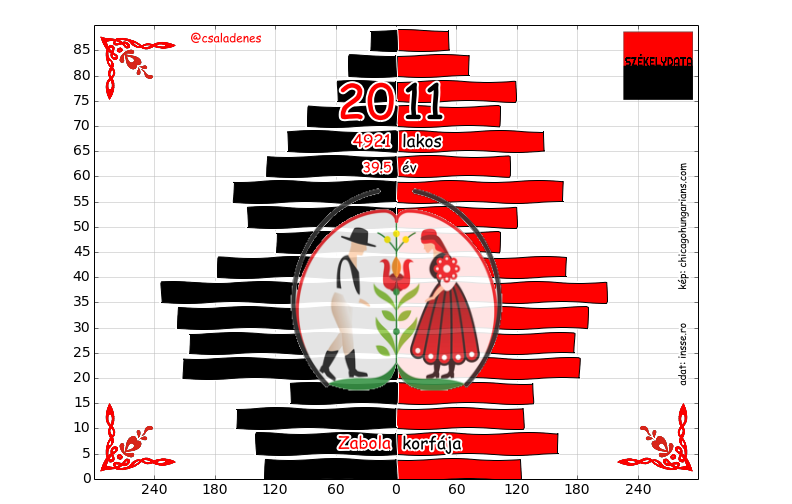 @csaladenes
SZÉKELYDATA
2011
4921 lakos
39.5 év
kép: chicagohungarians.com
adat: insse.ro
Zabola korfája
85
80
75
70
65
60
55
50
45
40
35
30
25
20
15
10
5
0
240 180 120 60 0 60 120 180 240